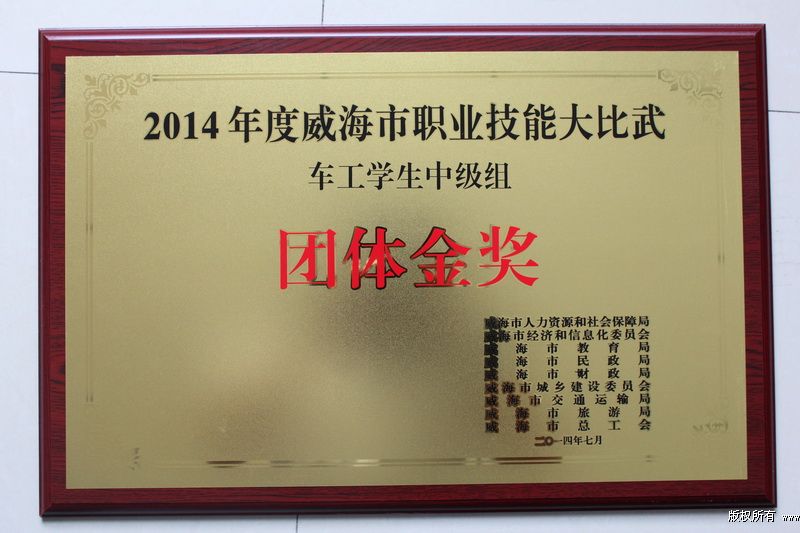 2014年度威海市职业技能大比武
车工学生中级组
团体金奖
威海市人力资源和社会保障局
威海市经济和信息化委员会
威海市教育局
威海市民政局
威海市财政局
威海市城乡建设委员会
威海市交通运输局
威海市旅游局
威海市总工会
二〇一四年七月
版权所有 www